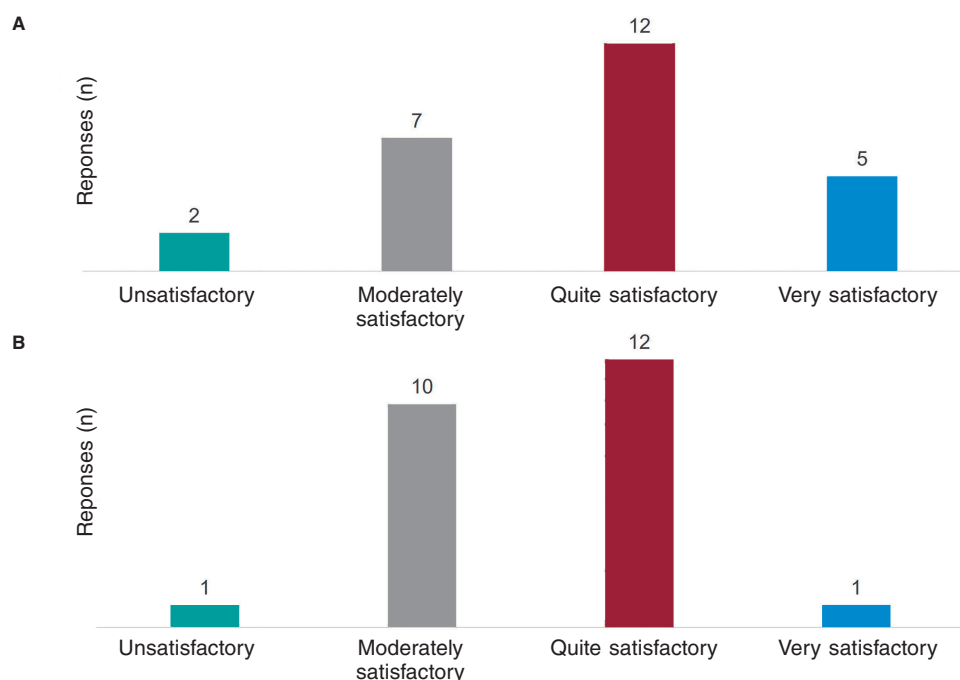 A
Reponses (n)
2
7
12
5
Unsatisfactory
Moderately
satisfactory
Quite satisfactory
Very satisfactory
B
Reponses (n)
1
10
12
1
Unsatisfactory
Moderately
satisfactory
Quite satisfactory
Very satisfactory